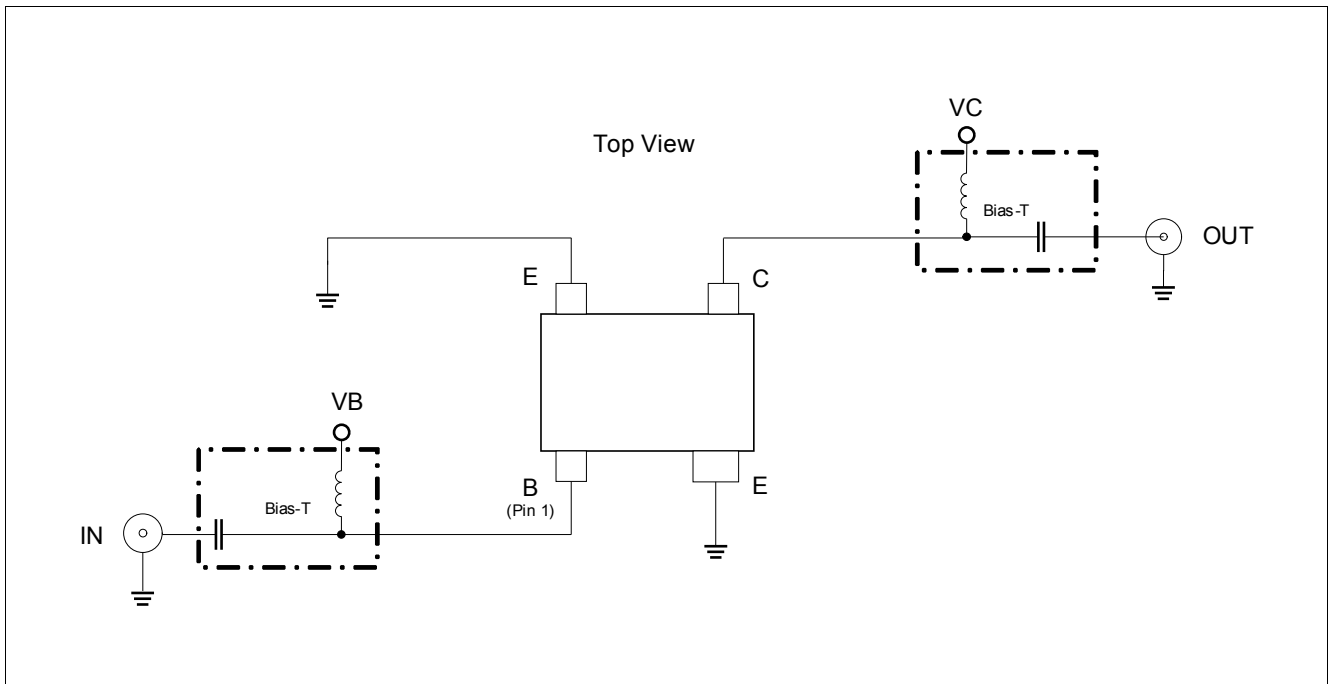 VC
Top View
Bias-T
OUT
E
C
VB
B
(Pin 1)
E
Bias-T
IN